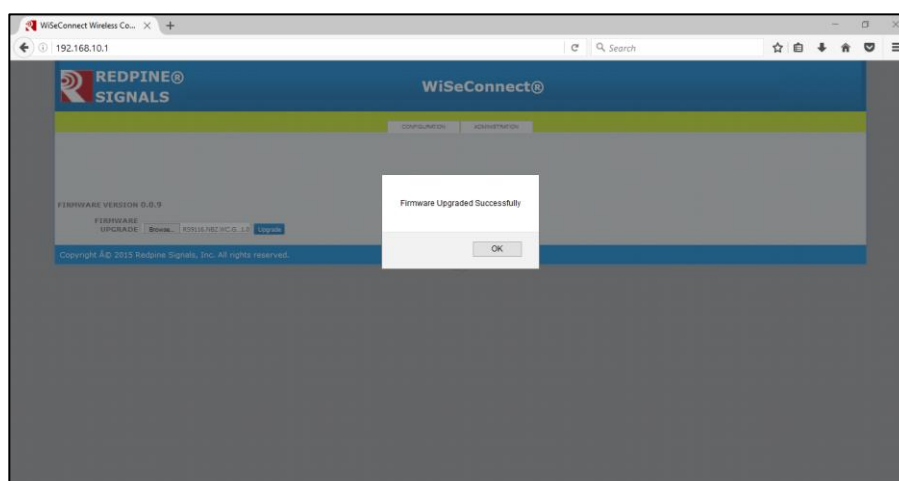 WiSeConnect Wireless Co...
192.168.10.1
Search
REDPINE®
SIGNALS
WiSeConnect®
CONFIGURATION
ADMINISTRATION
Firmware Upgraded Successfully
OK
FIRMWARE VERSION 0.0.9
FIRMWARE
UPGRADE Browse... Upgrade
Copyright Â© 2015 Redpine Signals, Inc. All rights reserved.